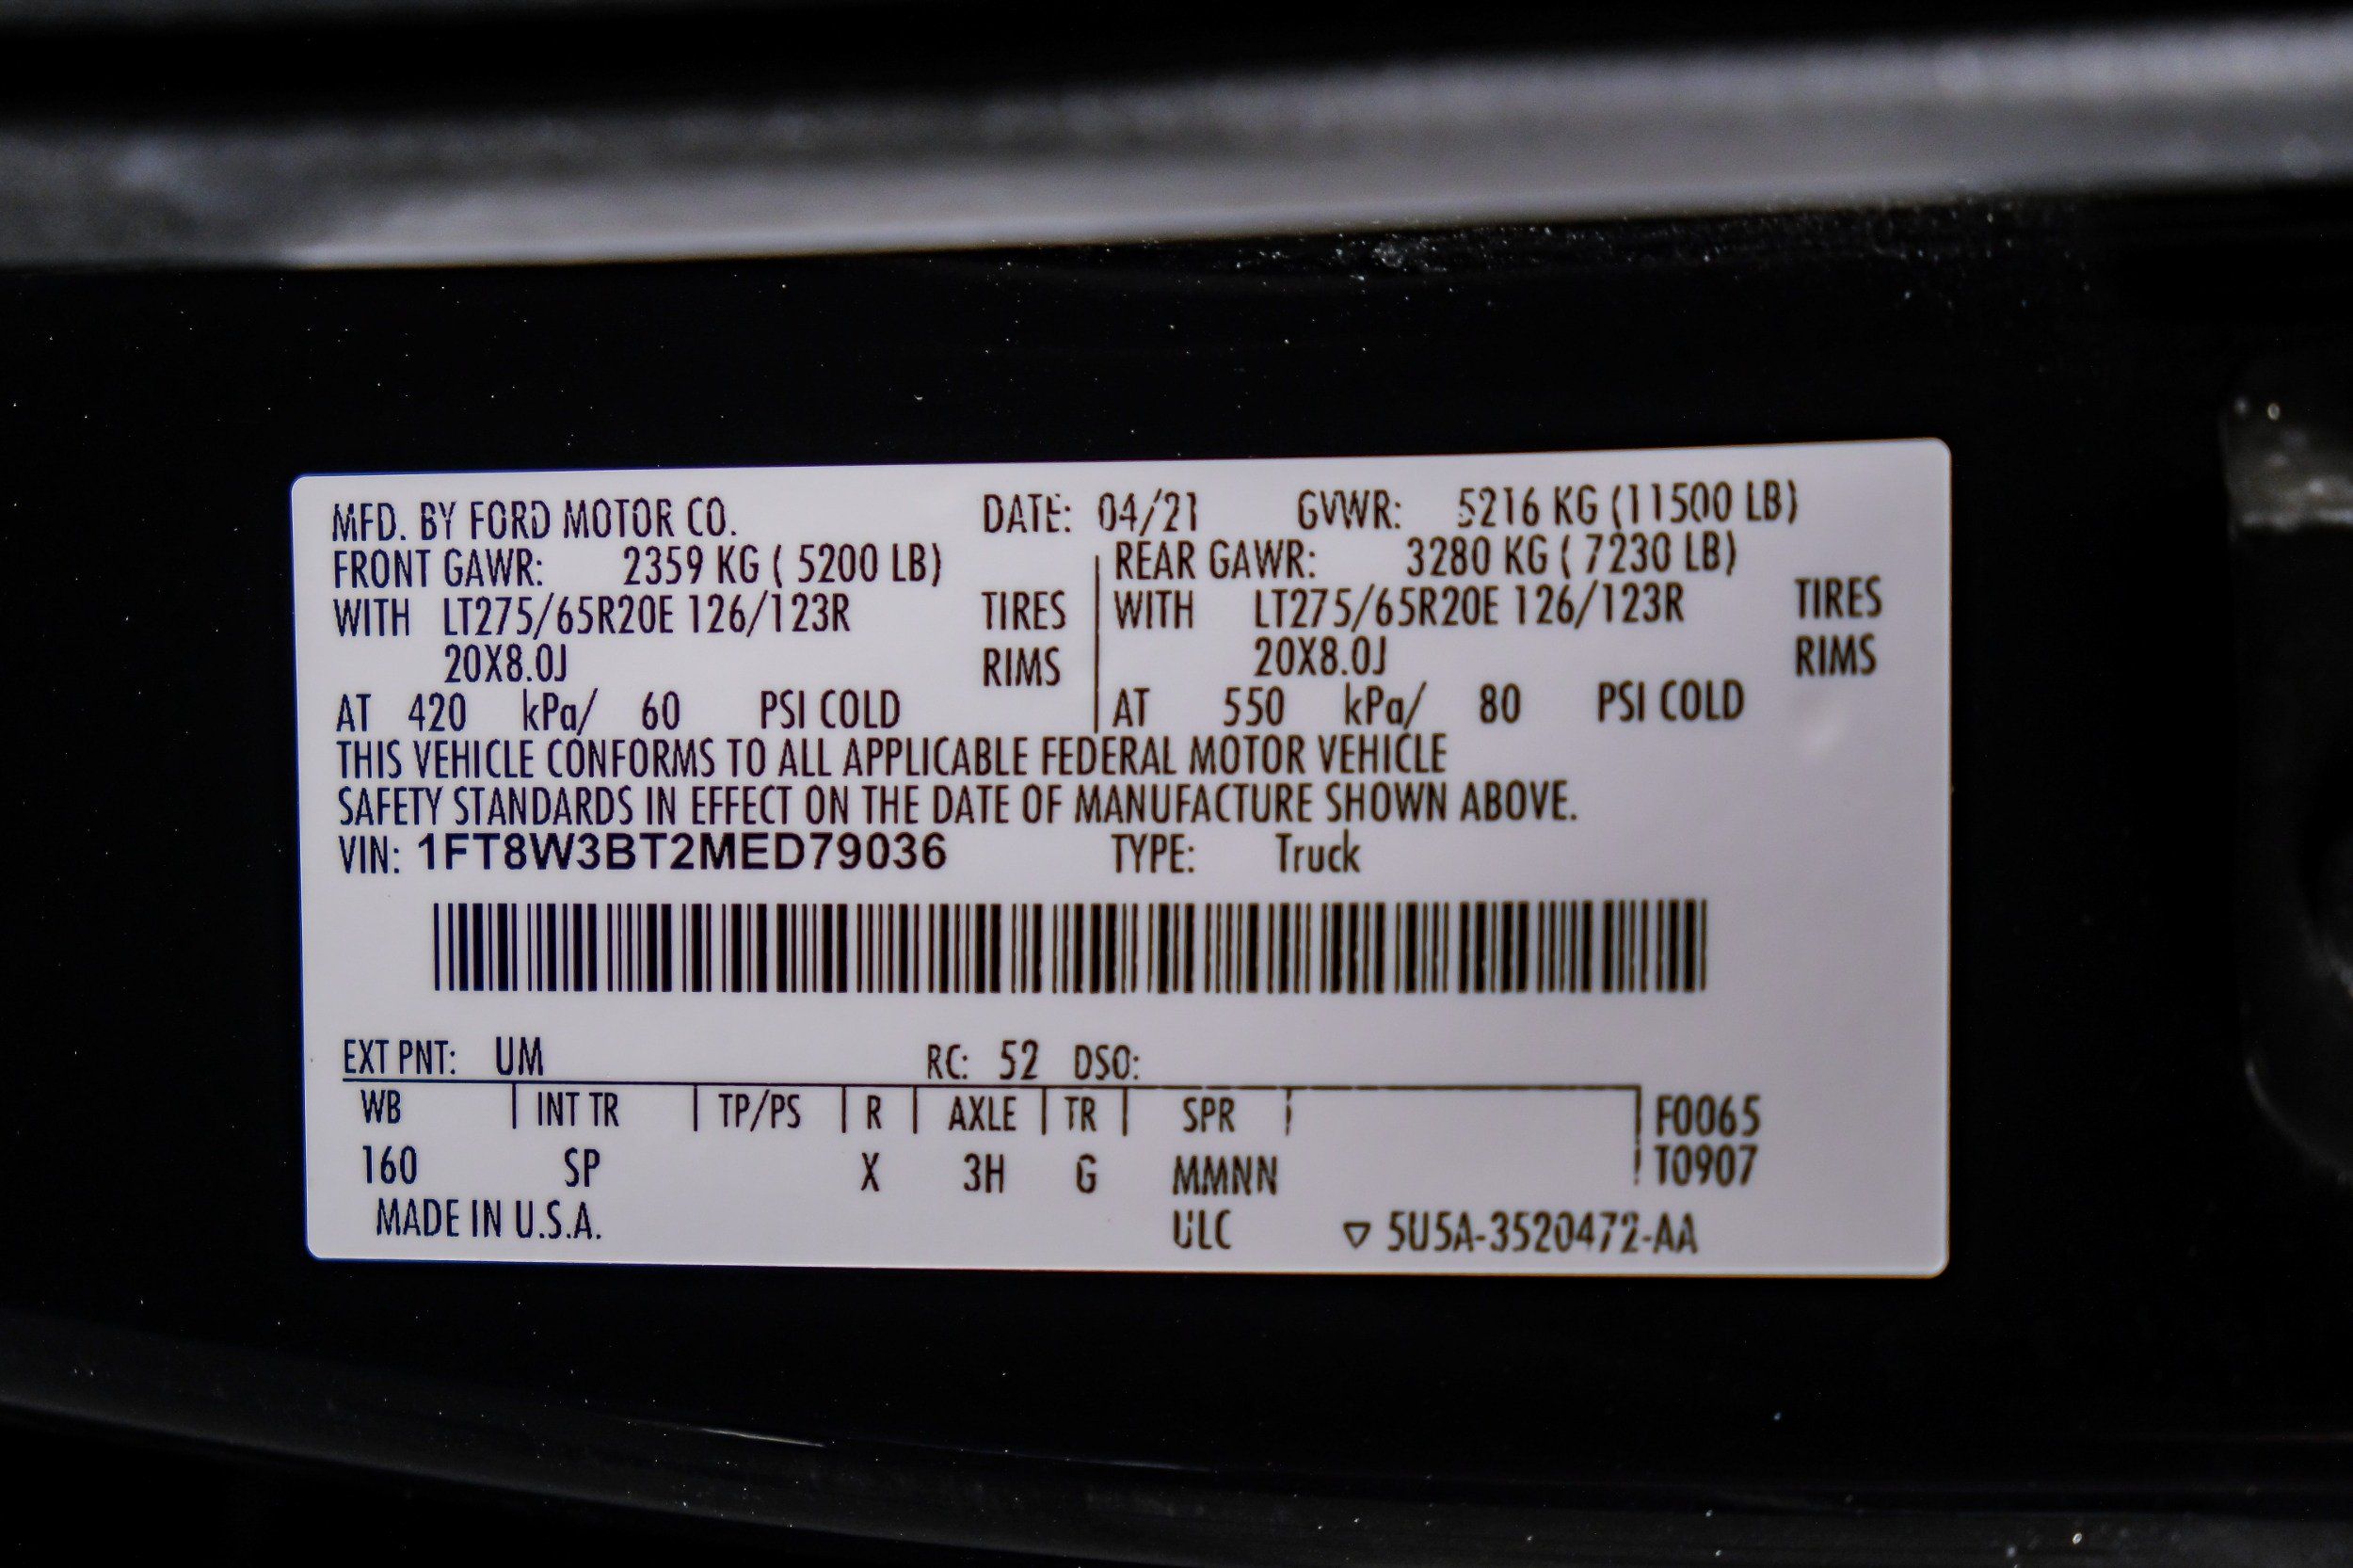 MFD. BY FORD MOTOR CO. DATE: 04/21 GVWR: 5216 KG (11500 LB)
FRONT GAWR: 2359 KG ( 5200 LB) REAR GAWR: 3280 KG ( 7230 LB)
WITH LT275/65R20E 126/123R TIRES WITH LT275/65R20E 126/123R TIRES
20X8.0J RIMS 20X8.0J RIMS
AT 420 kPa/ 60 PSI COLD AT 550 kPa/ 80 PSI COLD
THIS VEHICLE CONFORMS TO ALL APPLICABLE FEDERAL MOTOR VEHICLE
SAFETY STANDARDS IN EFFECT ON THE DATE OF MANUFACTURE SHOWN ABOVE.
VIN: 1FT8W3BT2MED79036 TYPE: Truck
EXT PNT: UM RC: 52 DSO:
WB INT TR TP/PS R AXLE TR SPR F0065
160 SP X 3H G MMNN T0907
MADE IN U.S.A. ULC ▽ 5U5A-3520472-AA